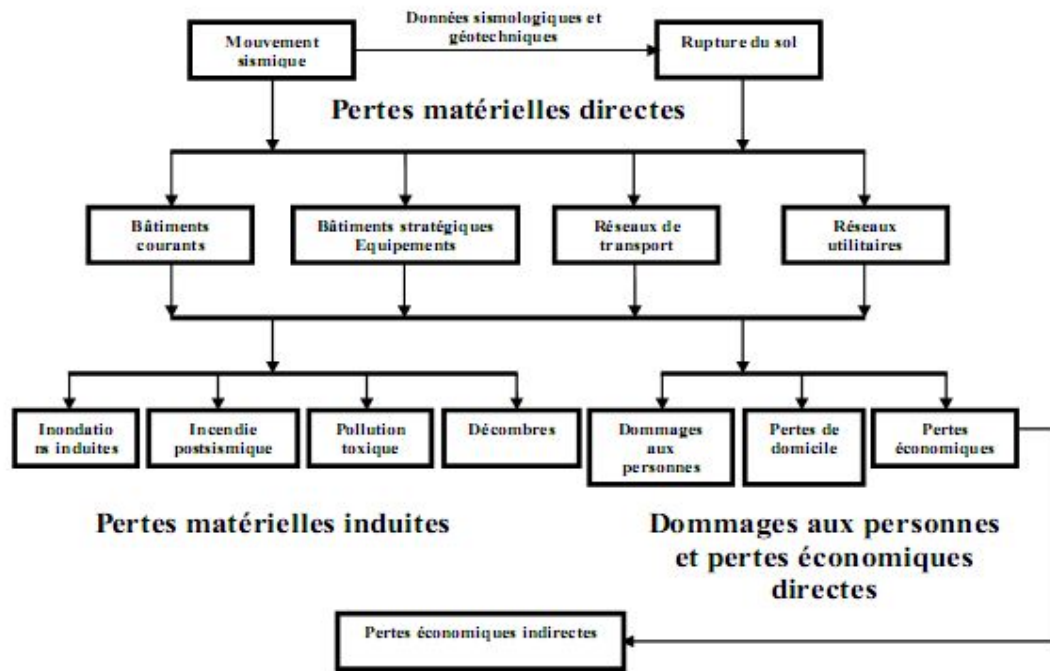 Données sismologiques et
géotechniques
Mouvement
sismique
Rupture du sol
Pertes matérielles directes
Bâtiments
courants
Bâtiments stratégiques
Equipements
Réseaux de
transport
Réseaux
utilitaires
Inondatio
ns induites
Incendie
postsismique
Pollution
toxique
Décombres
Dommages
aux
personnes
Pertes de
domicile
Pertes
économiques
Pertes matérielles induites
Dommages aux personnes
et pertes économiques
directes
Pertes économiques indirectes